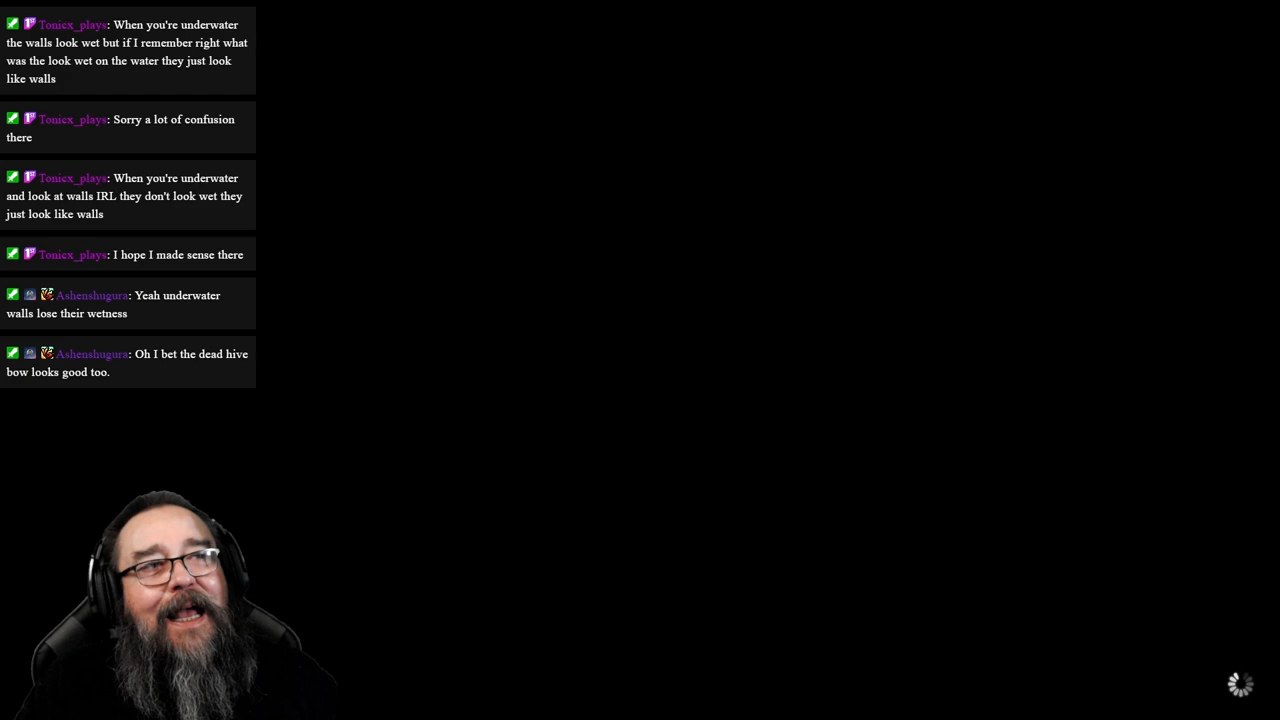 Tonicx_plays: When you're underwater
the walls look wet but if I remember right what
was the look wet on the water they just look
like walls
Tonicx_plays: Sorry a lot of confusion
there
Tonicx_plays: When you're underwater
and look at walls IRL they don't look wet they
just look like walls
Tonicx_plays: I hope I made sense there
Ashenshugura: Yeah underwater
walls lose their wetness
Ashenshugura: Oh I bet the dead hive
bow looks good too.